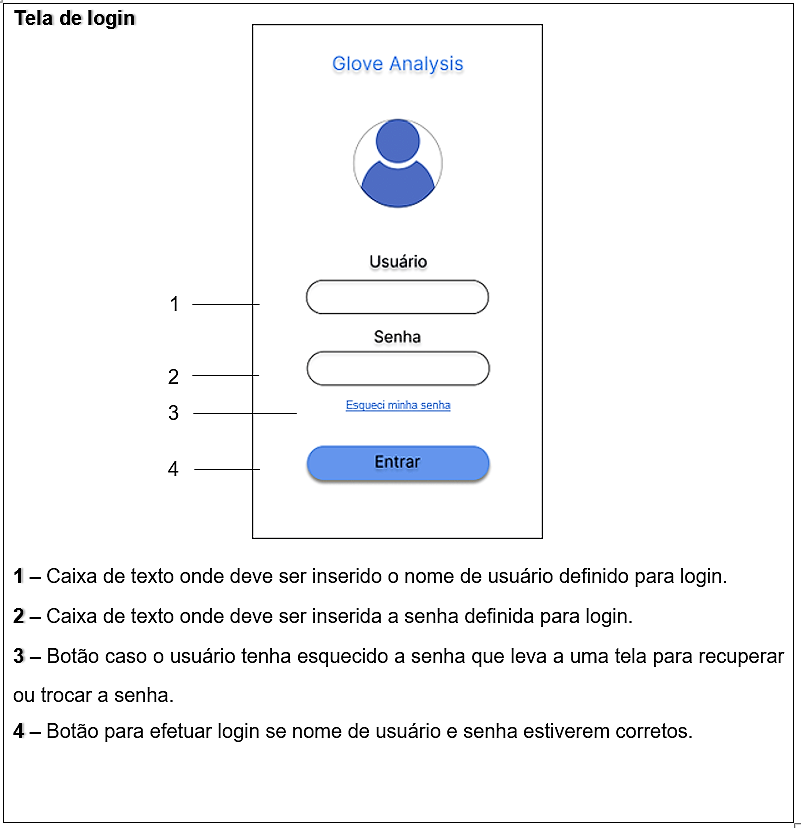 Tela de login
Glove Analysis
Usuário
1
Senha
2
Esqueci minha senha
3
4
Entrar
1 – Caixa de texto onde deve ser inserido o nome de usuário definido para login.
2 – Caixa de texto onde deve ser inserida a senha definida para login.
3 – Botão caso o usuário tenha esquecido a senha que leva a uma tela para recuperar
ou trocar a senha.
4 – Botão para efetuar login se nome de usuário e senha estiverem corretos.